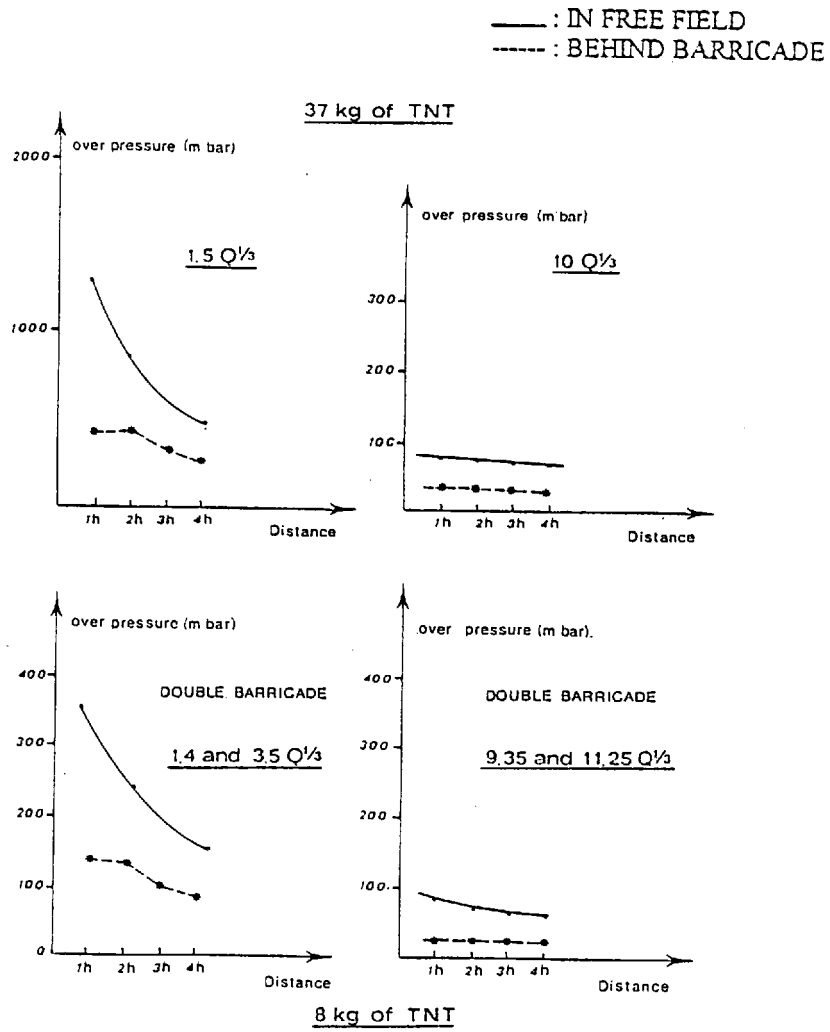 ——— : IN FREE FIELD
----- : BEHIND BARRICADE
37 kg of TNT
over pressure (m bar)
2000
1000
1.5 Q⅓
1h 2h 3h 4h
Distance
over pressure (m bar)
10 Q⅓
300
200
100
1h 2h 3h 4h
Distance
over pressure (m bar)
400
300
200
100
0
DOUBLE BARRICADE
1,4 and 3,5 Q⅓
1h 2h 3h 4h
Distance
over pressure (m bar).
400
300
200
100
DOUBLE BARRICADE
9,35 and 11,25 Q⅓
1h 2h 3h 4h
Distance
8 kg of TNT